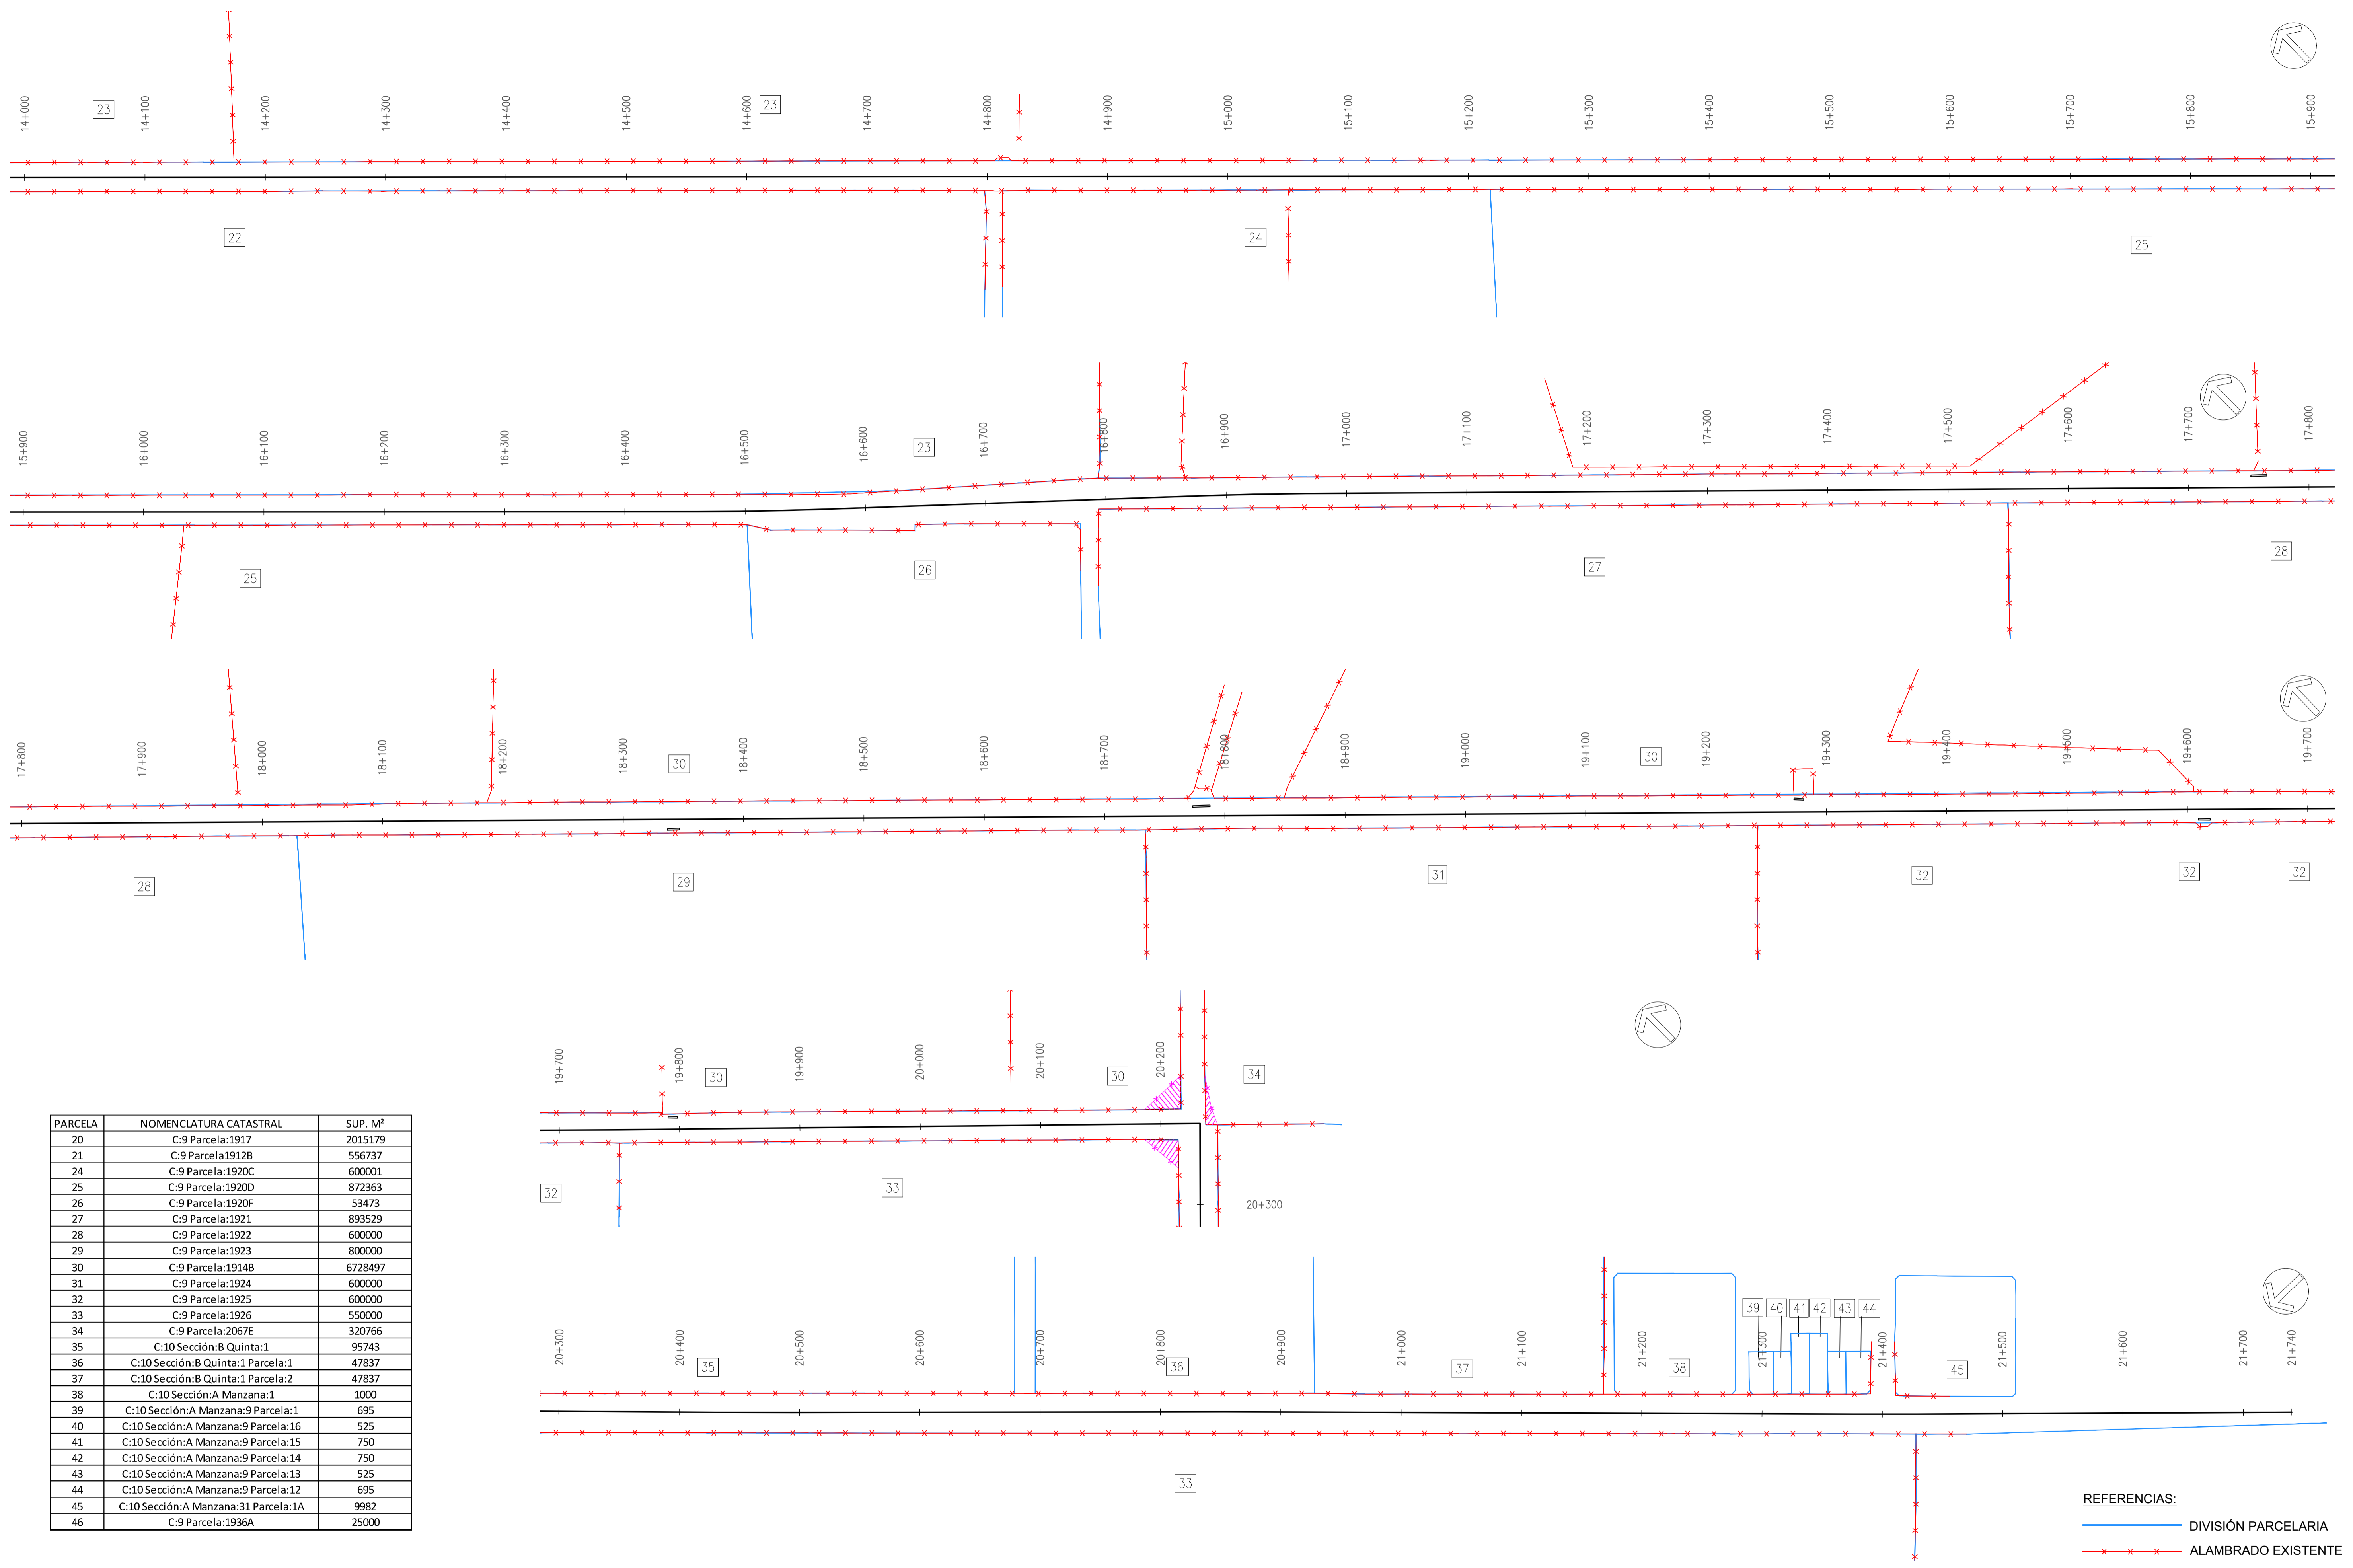 14+000 14+100 14+200 14+300 14+400 14+500 14+600 14+700 14+800 14+900 15+000 15+100 15+200 15+300 15+400 15+500 15+600 15+700 15+800 15+900
23 23
22 24 25
15+900 16+000 16+100 16+200 16+300 16+400 16+500 16+600 16+700 16+800 16+900 17+000 17+100 17+200 17+300 17+400 17+500 17+600 17+700 17+800
23
25 26 27 28
17+800 17+900 18+000 18+100 18+200 18+300 18+400 18+500 18+600 18+700 18+800 18+900 19+000 19+100 19+200 19+300 19+400 19+500 19+600 19+700
30 30
28 29 31 32 32 32
19+700 19+800 19+900 20+000 20+100 20+200
30 30 34
32 33 20+300
PARCELA NOMENCLATURA CATASTRAL SUP. M²
20 C:9 Parcela:1917 2015179
21 C:9 Parcela1912B 556737
24 C:9 Parcela:1920C 600001
25 C:9 Parcela:1920D 872363
26 C:9 Parcela:1920F 53473
27 C:9 Parcela:1921 893529
28 C:9 Parcela:1922 600000
29 C:9 Parcela:1923 800000
30 C:9 Parcela:1914B 6728497
31 C:9 Parcela:1924 600000
32 C:9 Parcela:1925 600000
33 C:9 Parcela:1926 550000
34 C:9 Parcela:2067E 320766
35 C:10 Sección:B Quinta:1 95743
36 C:10 Sección:B Quinta:1 Parcela:1 47837
37 C:10 Sección:B Quinta:1 Parcela:2 47837
38 C:10 Sección:A Manzana:1 1000
39 C:10 Sección:A Manzana:9 Parcela:1 695
40 C:10 Sección:A Manzana:9 Parcela:16 525
41 C:10 Sección:A Manzana:9 Parcela:15 750
42 C:10 Sección:A Manzana:9 Parcela:14 750
43 C:10 Sección:A Manzana:9 Parcela:13 525
44 C:10 Sección:A Manzana:9 Parcela:12 695
45 C:10 Sección:A Manzana:31 Parcela:1A 9982
46 C:9 Parcela:1936A 25000
39 40 41 42 43 44
20+300 20+400 20+500 20+600 20+700 20+800 20+900 21+000 21+100 21+200 21+300 21+400 21+500 21+600 21+700 21+740
35 36 37 38 45
33
REFERENCIAS:
DIVISIÓN PARCELARIA
ALAMBRADO EXISTENTE